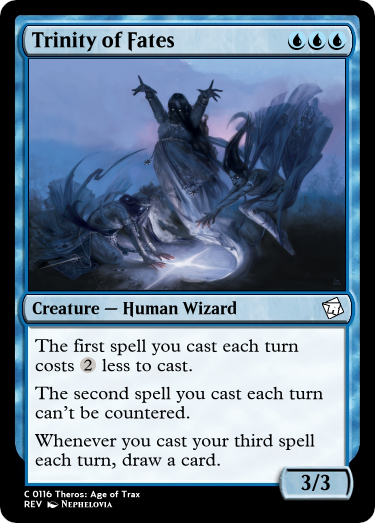 Trinity of Fates
Creature — Human Wizard
The first spell you cast each turn
costs 2 less to cast.
The second spell you cast each turn
can't be countered.
Whenever you cast your third spell
each turn, draw a card.
3/3
C 0116 Theros: Age of Trax
REV Nephelovia